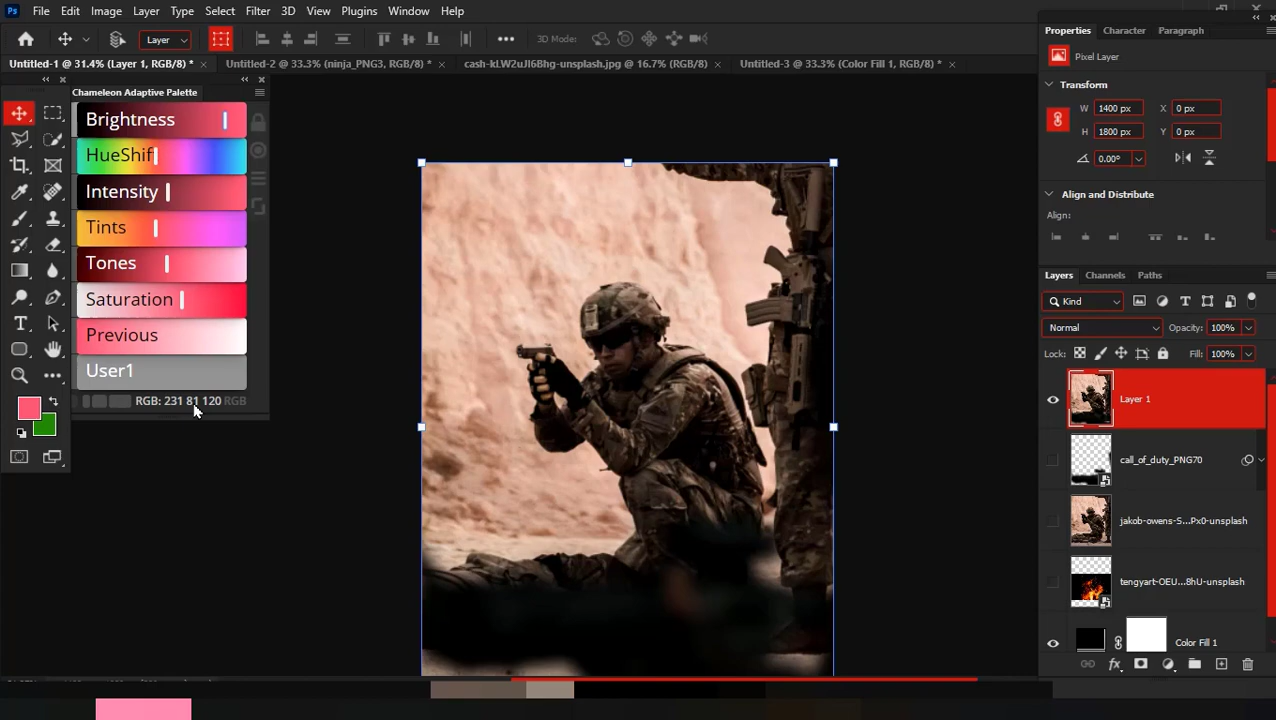 Ps File Edit Image Layer Type Select Filter 3D View Plugins Window Help
Layer 3D Mode:
Untitled-1 @ 31.4% (Layer 1, RGB/8) * × Untitled-2 @ 33.3% (ninja_PNG3, RGB/8) * × cash-kLW2uJI6Bhg-unsplash.jpg @ 16.7% (RGB/8) × Untitled-3 @ 33.3% (Color Fill 1, RGB/8) * ×
Chameleon Adaptive Palette
Brightness
HueShif
Intensity
Tints
Tones
Saturation
Previous
User1
RGB: 231 81 120 RGB
T
Properties Character Paragraph
Pixel Layer
Transform
W 1400 px X 0 px
H 1800 px Y 0 px
0.00°
Align and Distribute
Align:
Layers Channels Paths
Kind T
Normal Opacity: 100%
Lock: Fill: 100%
Layer 1
call_of_duty_PNG70
jakob-owens-S...Px0-unsplash
tengyart-OEU...8hU-unsplash
Color Fill 1
fx